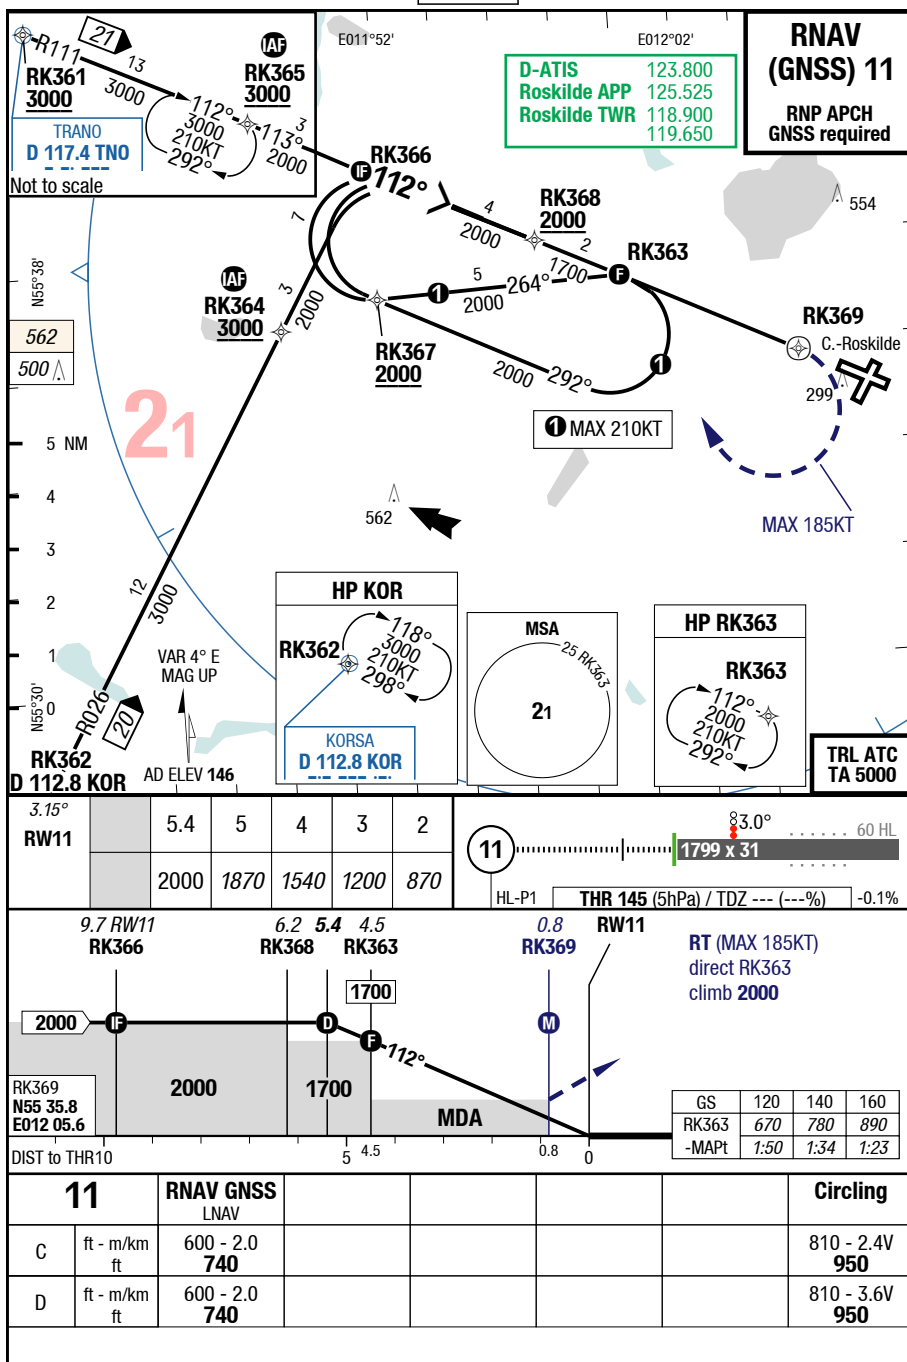 RNAV
(GNSS) 11
RNP APCH
GNSS required
E011°52'
E012°02'
D-ATIS 123.800
Roskilde APP 125.525
Roskilde TWR 118.900
119.650
R111
21
RK361
3000
13
3000
IAF
RK365
3000
112°
3000
210KT
292°
113°
3
2000
TRANO
D 117.4 TNO
Not to scale
RK366
IF
112°
4
2000
RK368
2000
2
1700
RK363
F
554
7
N55°38'
IAF
RK364
3000
3
2000
5
264°
2000
1
RK367
2000
2000
292°
1
RK369
C.-Roskilde
299
562
500
21
1 MAX 210KT
5 NM
4
3
2
1
0
562
MAX 185KT
12
3000
N55°30'
R026
20
RK362
D 112.8 KOR
VAR 4° E
MAG UP
AD ELEV 146
HP KOR
RK362
118°
3000
210KT
298°
KORSA
D 112.8 KOR
MSA
25 RK363
21
HP RK363
RK363
112°
2000
210KT
292°
TRL ATC
TA 5000
3.15°
RW11
5.4 5 4 3 2
2000 1870 1540 1200 870
11
3.0°
60 HL
1799 x 31
HL-P1
THR 145 (5hPa) / TDZ --- (---%)
-0.1%
9.7 RW11 6.2 5.4 4.5 0.8 RW11
RK366 RK368 RK363 RK369
RT (MAX 185KT)
direct RK363
climb 2000
1700
2000
IF
D
M
F
112°
2000
1700
MDA
RK369
N55 35.8
E012 05.6
GS 120 140 160
RK363 670 780 890
-MAPt 1:50 1:34 1:23
DIST to THR 10 5 4.5 0.8 0
11 RNAV GNSS Circling
LNAV
C ft - m/km 600 - 2.0 810 - 2.4V
ft 740 950
D ft - m/km 600 - 2.0 810 - 3.6V
ft 740 950